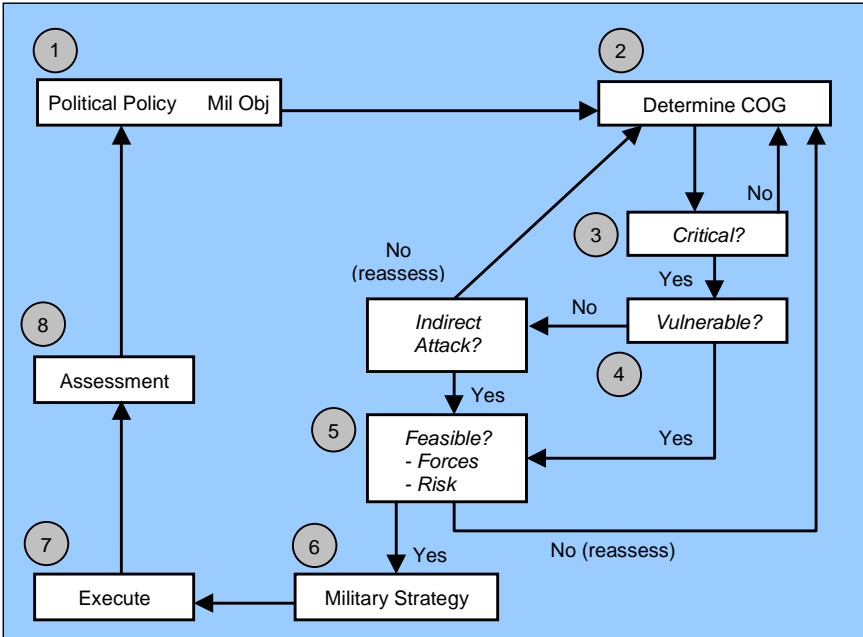 1
2
Political Policy Mil Obj
Determine COG
No
3
Critical?
No
(reassess)
Yes
8
Indirect
Attack?
No
Vulnerable?
4
Assessment
Yes
5
Feasible?
- Forces
- Risk
Yes
7
6
Yes
No (reassess)
Execute
Military Strategy